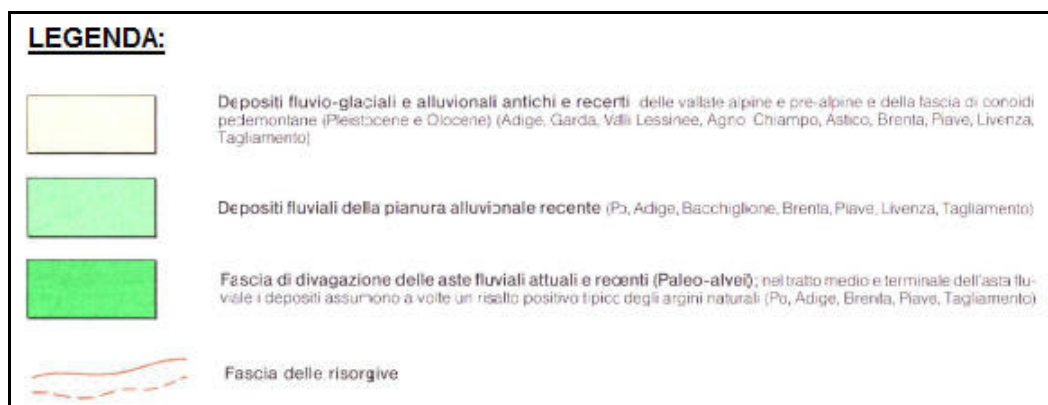 LEGENDA:
Depositi fluvio-glaciali e alluvionali antichi e recenti delle vallate alpine e pre-alpine e della fascia di conoidi
pedemontane (Pleistocene e Olocene) (Adige, Garda, Valli Lessinee, Agno Chiampo, Astico, Brenta, Piave, Livenza,
Tagliamento)
Depositi fluviali della pianura alluvionale recente (Po, Adige, Bacchiglione, Brenta, Piave, Livenza, Tagliamento)
Fascia di divagazione delle aste fluviali attuali e recenti (Paleo-alvei); nel tratto medio e terminale dell'asta flu-
viale i depositi assumono a volte un risalto positivo tipico degli argini naturali (Po, Adige, Brenta, Piave, Tagliamento)
Fascia delle risorgive